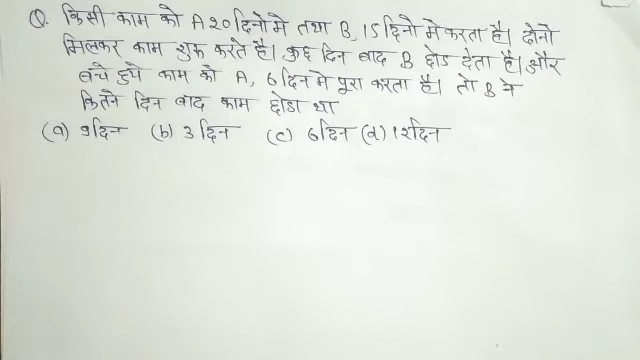 Q. किसी काम को A 20 दिनो मे तथा B, 15 दिनो मे करता है। दोनो
मिलकर काम शुरू करते है। कुछ दिन बाद B छोड देता है। और
बचे हुये काम को A, 6 दिन मे पूरा करता है। तो B ने
कितने दिन बाद काम छोडा था
(a) 9 दिन (b) 3 दिन (c) 6 दिन (d) 12 दिन